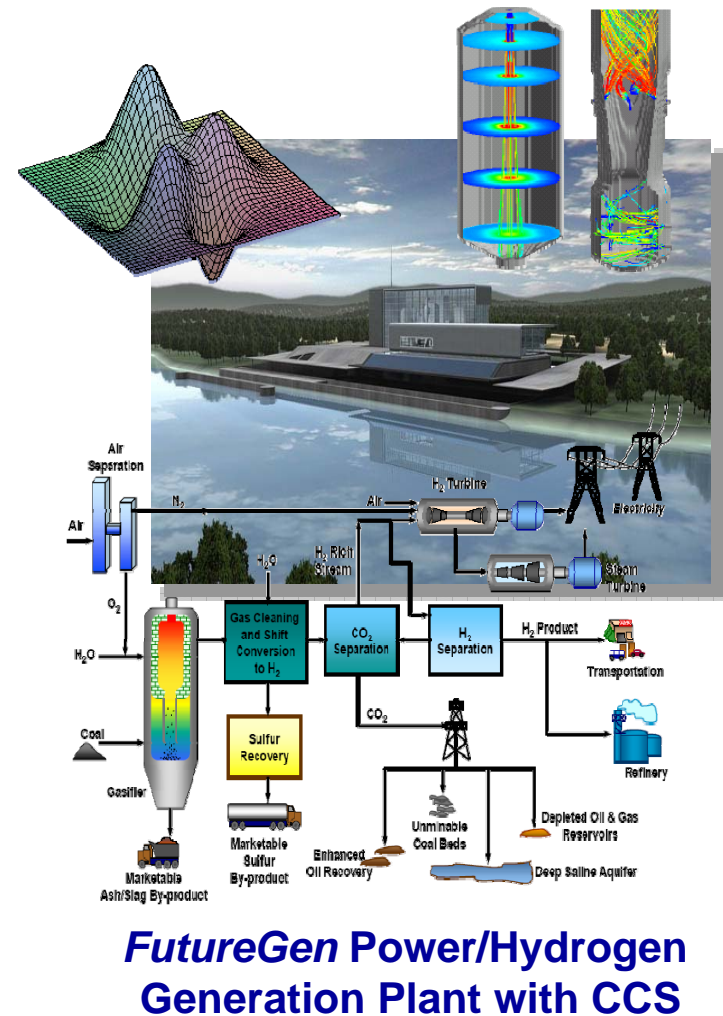 Air
Separation
Air
N₂
Air
H₂ Turbine
Electricity
Steam
Turbine
H₂ Rich
Stream
H₂O
O₂
H₂O
Coal
Gasifier
Gas Cleaning
and Shift
Conversion
to H₂
CO₂
Separation
H₂
Separation
H₂ Product
Transportation
Refinery
CO₂
Sulfur
Recovery
Marketable
Ash/Slag By-product
Marketable
Sulfur
By-product
Enhanced
Oil Recovery
Unminable
Coal Beds
Deep Saline Aquifer
Depleted Oil & Gas
Reservoirs
FutureGen Power/Hydrogen
Generation Plant with CCS